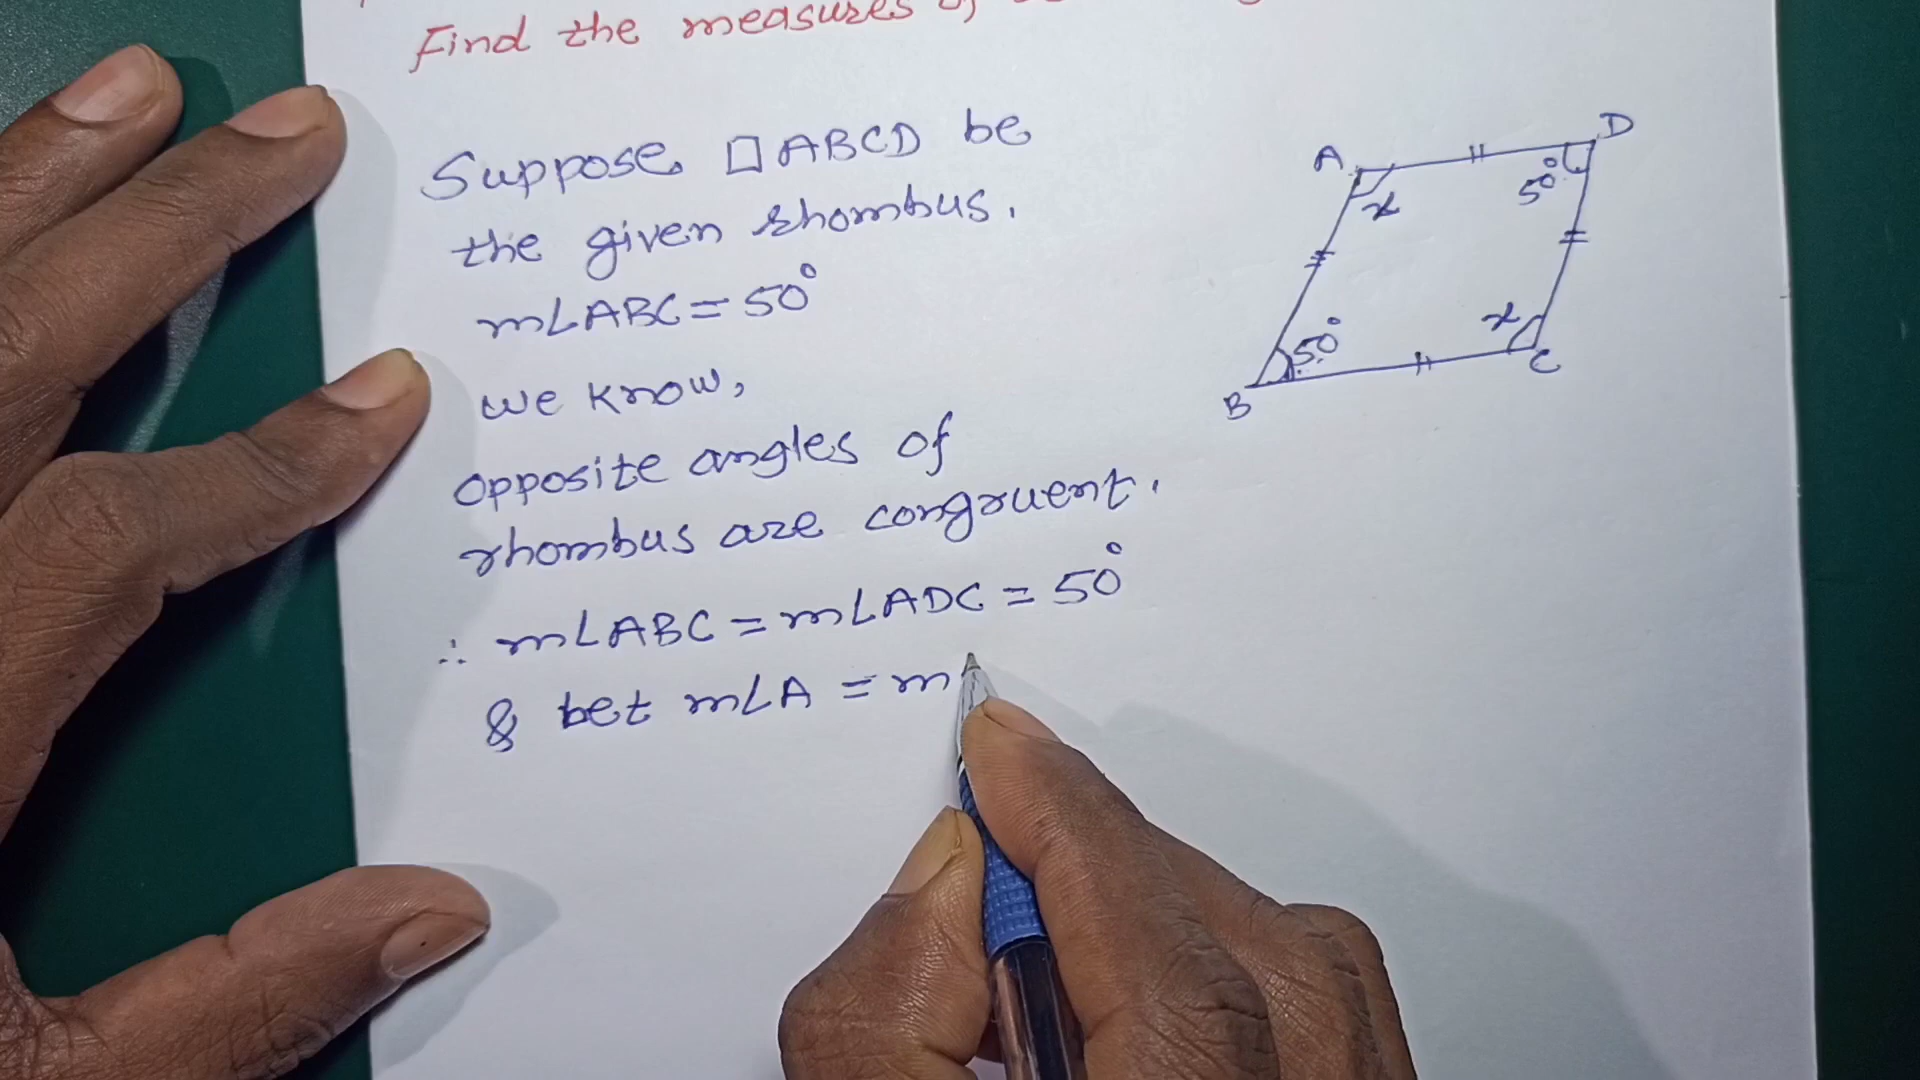 Find the measures of
Suppose □ABCD be
the given rhombus.
m∠ABC = 50°
we know,
opposite angles of
rhombus are congruent.
∴ m∠ABC = m∠ADC = 50°
& let m∠A = m
A
D
x
50°
50°
x
B
C